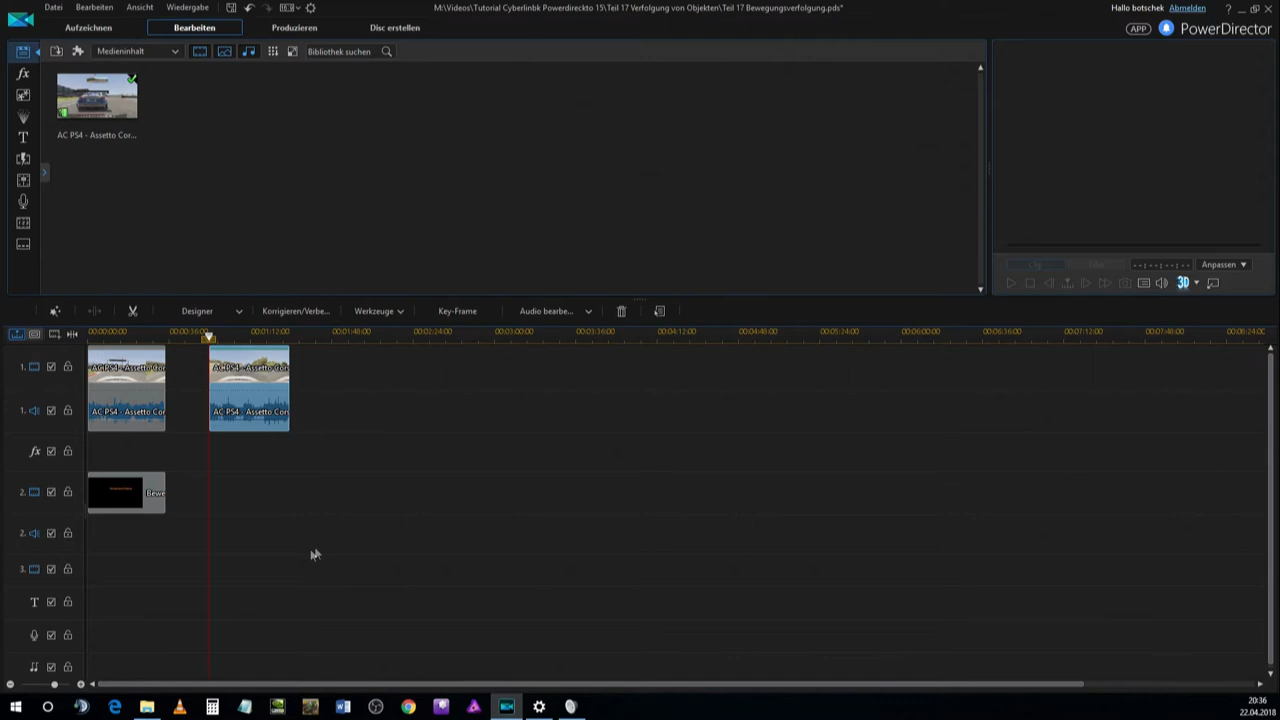 Datei Bearbeiten Ansicht Wiedergabe
M:\Videos\Tutorial Cyberlinbk Powerdireckto 15\Teil 17 Verfolgung von Objekten\Teil 17 Bewegungsverfolgung.pds*
Hallo botschek Abmelden
Aufzeichnen Bearbeiten Produzieren Disc erstellen
APP PowerDirector
Medieninhalt Bibliothek suchen
fx
AC PS4 - Assetto Cor...
T
Anpassen
3D
Designer Korrigieren/Verbe... Werkzeuge Key-Frame Audio bearbe...
00:00:00:00 00:00:36:00 00:01:12:00 00:01:48:00 00:02:24:00 00:03:00:00 00:03:36:00 00:04:12:00 00:04:48:00 00:05:24:00 00:06:00:00 00:06:36:00 00:07:12:00 00:07:48:00 00:08:24:00
1. AC PS4 - Assetto Cor AC PS4 - Assetto Cors
1. AC PS4 - Assetto Cor AC PS4 - Assetto Cors
fx
2. Bewe
2.
3.
T
20:36
22.04.2018